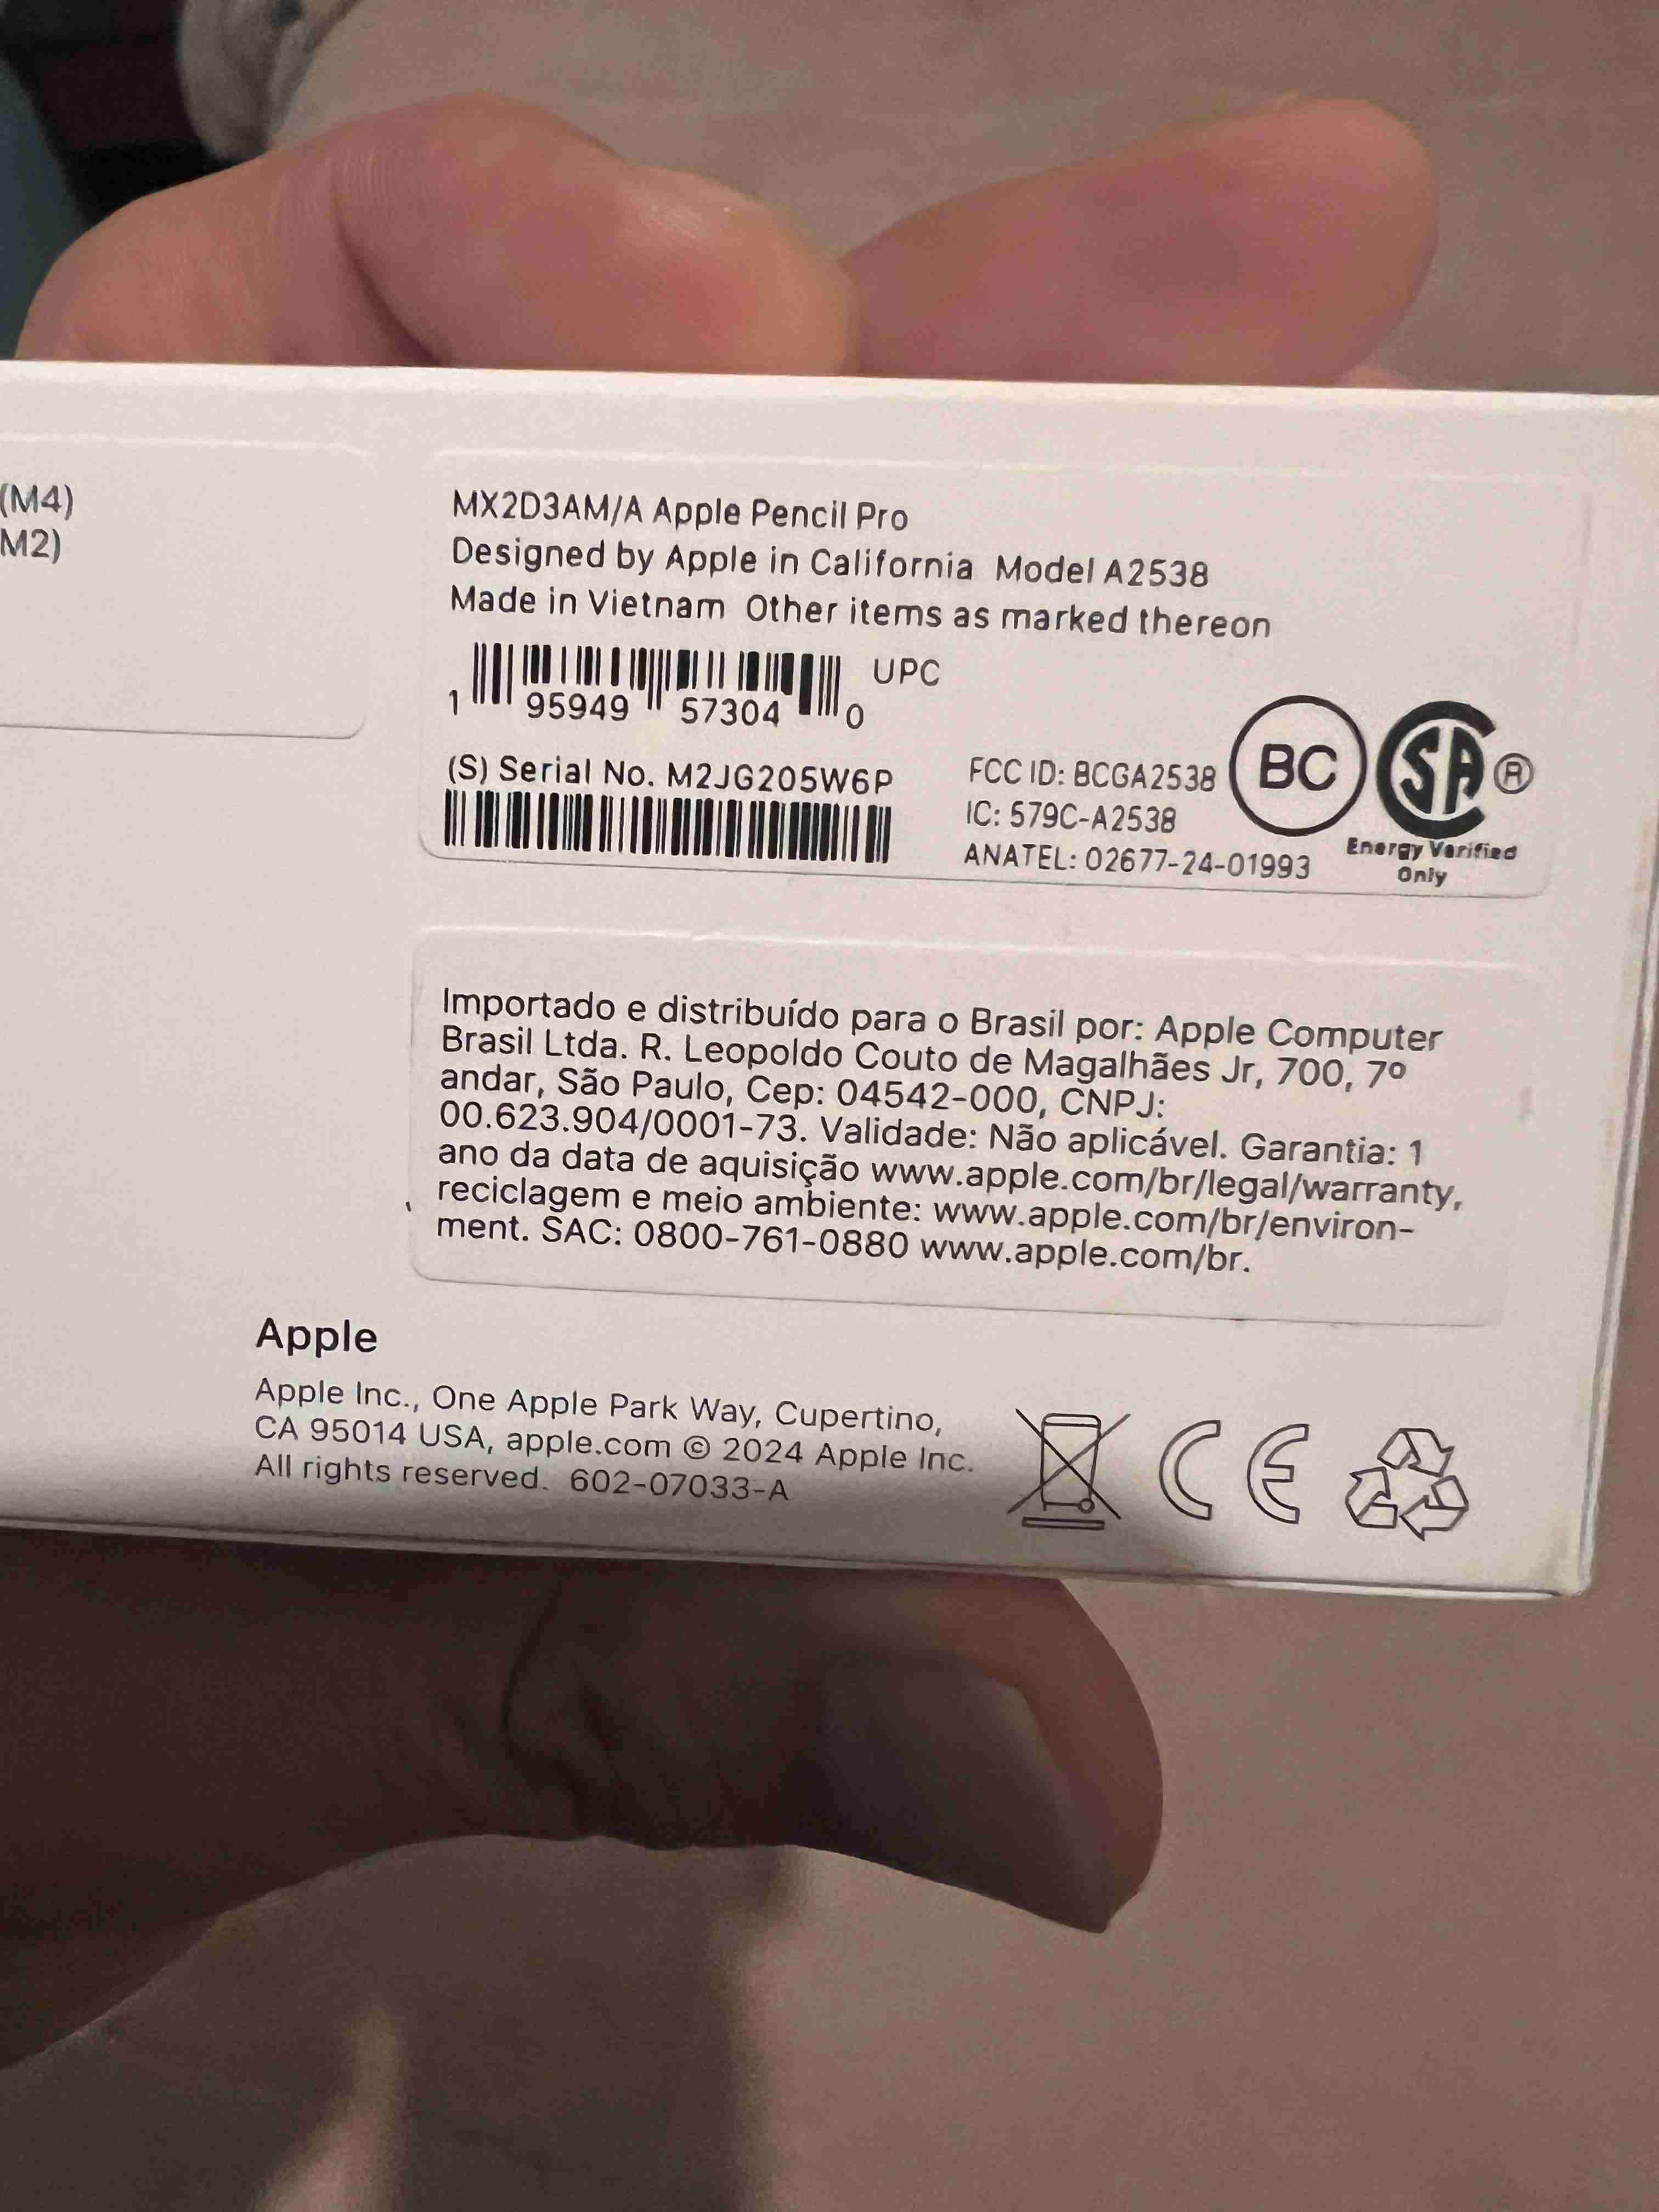 (M4)
M2)
MX2D3AM/A Apple Pencil Pro
Designed by Apple in California Model A2538
Made in Vietnam Other items as marked thereon
UPC
1 95949 57304 0
(S) Serial No. M2JG205W6P
FCC ID: BCGA2538
IC: 579C-A2538
ANATEL: 02677-24-01993
BC
SA ®
Energy Verified
Only
Importado e distribuído para o Brasil por: Apple Computer
Brasil Ltda. R. Leopoldo Couto de Magalhães Jr, 700, 7º
andar, São Paulo, Cep: 04542-000, CNPJ:
00.623.904/0001-73. Validade: Não aplicável. Garantia: 1
ano da data de aquisição www.apple.com/br/legal/warranty,
reciclagem e meio ambiente: www.apple.com/br/environ-
ment. SAC: 0800-761-0880 www.apple.com/br.
Apple
Apple Inc., One Apple Park Way, Cupertino,
CA 95014 USA, apple.com © 2024 Apple Inc.
All rights reserved. 602-07033-A
CE